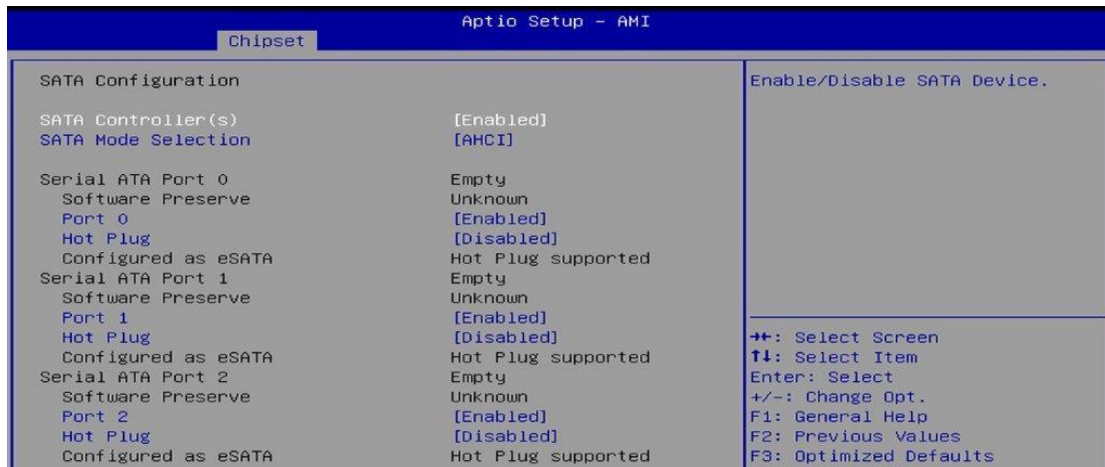 Aptio Setup - AMI
Chipset
SATA Configuration
SATA Controller(s) [Enabled]
SATA Mode Selection [AHCI]
Serial ATA Port 0 Empty
Software Preserve Unknown
Port 0 [Enabled]
Hot Plug [Disabled]
Configured as eSATA Hot Plug supported
Serial ATA Port 1 Empty
Software Preserve Unknown
Port 1 [Enabled]
Hot Plug [Disabled]
Configured as eSATA Hot Plug supported
Serial ATA Port 2 Empty
Software Preserve Unknown
Port 2 [Enabled]
Hot Plug [Disabled]
Configured as eSATA Hot Plug supported
Enable/Disable SATA Device.
→←: Select Screen
↑↓: Select Item
Enter: Select
+/-: Change Opt.
F1: General Help
F2: Previous Values
F3: Optimized Defaults